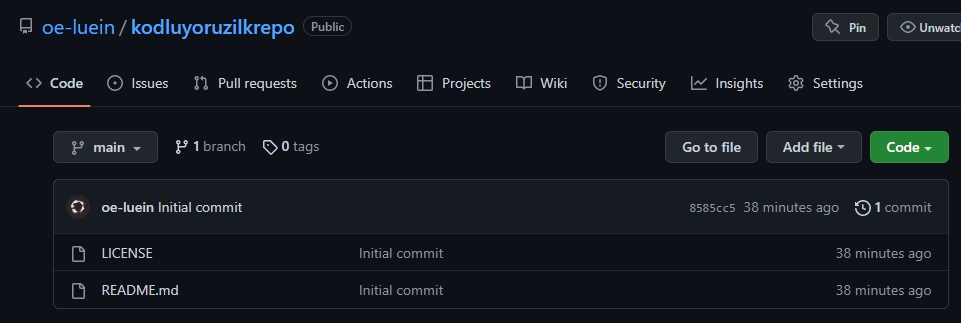 oe-luein / kodluyoruzilkrepo Public Pin Unwatc
Code Issues Pull requests Actions Projects Wiki Security Insights Settings
main 1 branch 0 tags Go to file Add file Code
oe-luein Initial commit 8585cc5 38 minutes ago 1 commit
LICENSE Initial commit 38 minutes ago
README.md Initial commit 38 minutes ago